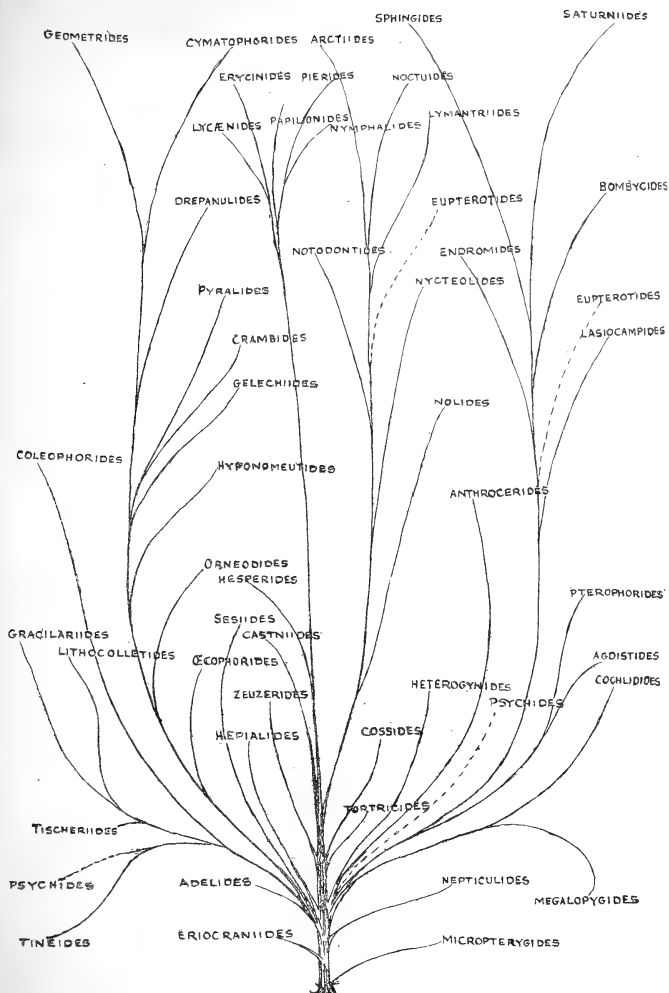 SPHINGIDES
SATURNIIDES
GEOMETRIDES
CYMATOPHORIDES
ARCTIIDES
ERYCINIDES
PIERIDES
NOCTUIDES
LYCÆNIDES
PAPILIONIDES
NYMPHALIDES
LYMANTRIIDES
DREPANULIDES
EUPTEROTIDES
BOMBYCIDES
NOTODONTIDES
ENDROMIDES
PYRALIDES
NYCTEOLIDES
EUPTEROTIDES
CRAMBIDES
LASIOCAMPIDES
GELECHIIDES
NOLIDES
COLEOPHORIDES
HYPONOMEUTIDES
ANTHROCERIDES
ORNEODIDES
HESPERIDES
PTEROPHORIDES
SESIIDES
CASTNIIDES
GRACILARIIDES
LITHOCOLLETIDES
ŒCOPHORIDES
AGDISTIDES
COCHLIDIDES
ZEUZERIDES
HETEROGYNIDES
PSYCHIDES
HEPIALIDES
COSSIDES
TORTRICIDES
TISCHERIIDES
PSYCHIDES
ADELIDES
NEPTICULIDES
MEGALOPYGIDES
TINEIDES
ERIOCRANIIDES
MICROPTERYGIDES